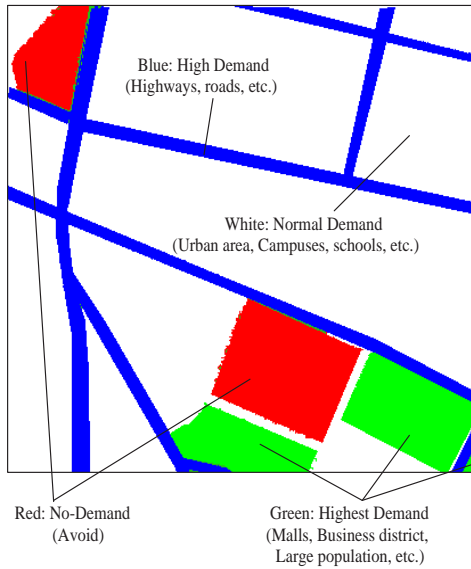 Blue: High Demand
(Highways, roads, etc.)
White: Normal Demand
(Urban area, Campuses, schools, etc.)
Red: No-Demand
(Avoid)
Green: Highest Demand
(Malls, Business district,
Large population, etc.)